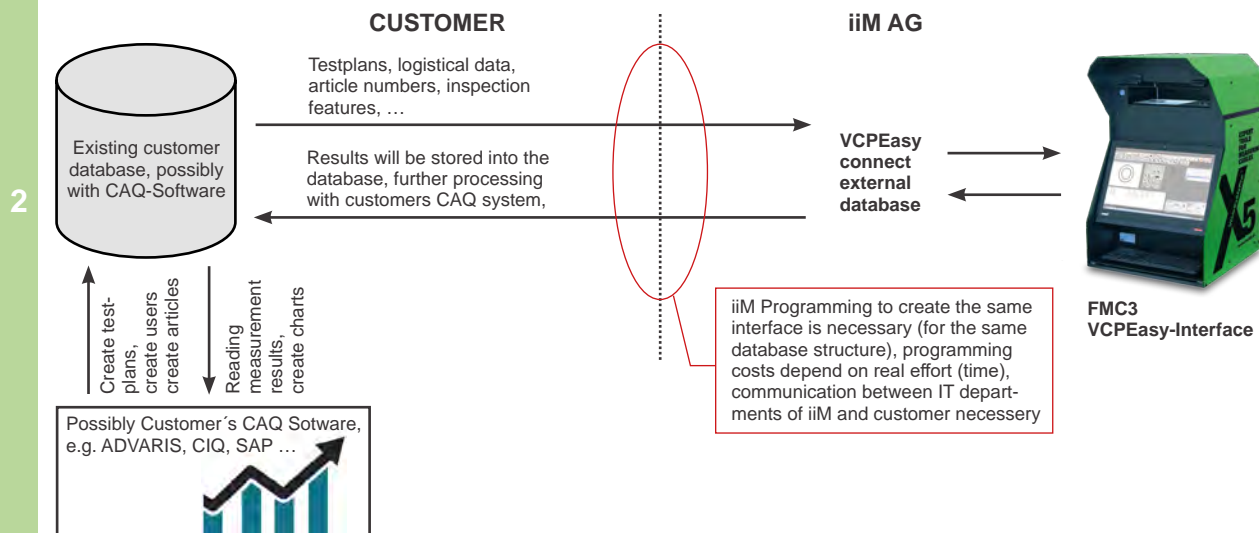 CUSTOMER
iiM AG
2
Existing customer
database, possibly
with CAQ-Software
Testplans, logistical data,
article numbers, inspection
features, …
Results will be stored into the
database, further processing
with customers CAQ system,
VCPEasy
connect
external
database
X5
FMC3
VCPEasy-Interface
iiM Programming to create the same
interface is necessary (for the same
database structure), programming
costs depend on real effort (time),
communication between IT depart-
ments of iiM and customer necessery
Create test-
plans,
create users
create articles
Reading
measurement
results,
create charts
Possibly Customer´s CAQ Sotware,
e.g. ADVARIS, CIQ, SAP …